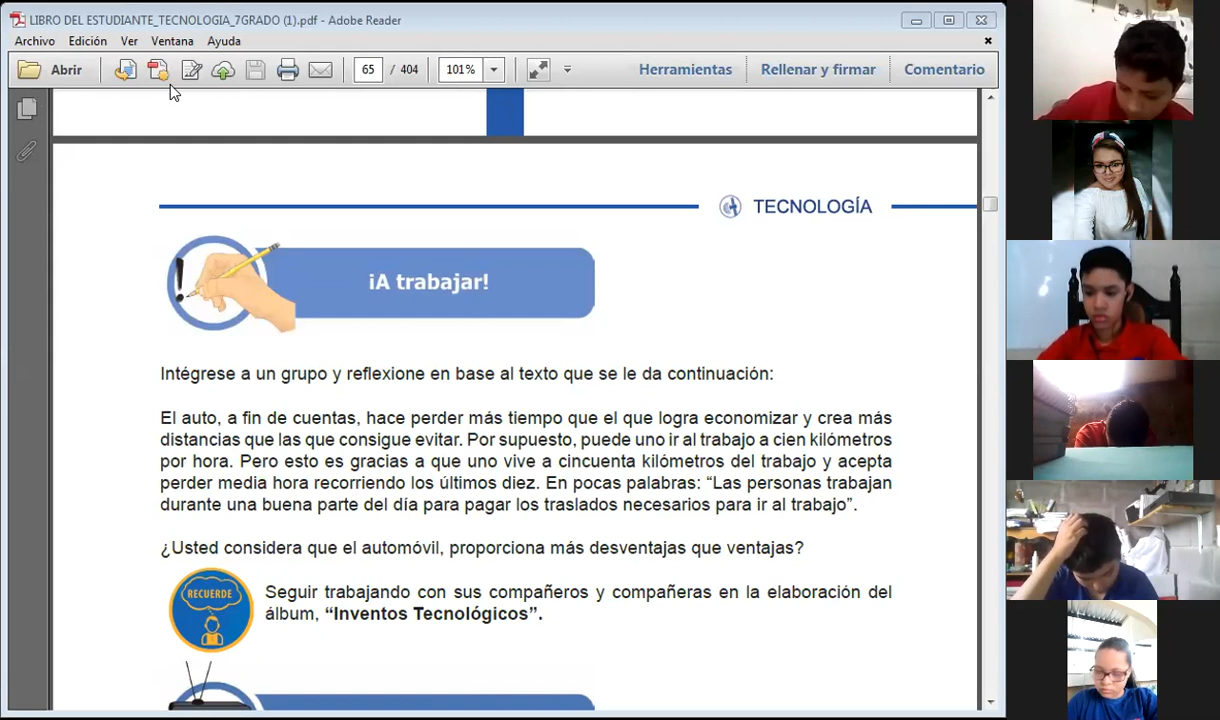 LIBRO DEL ESTUDIANTE_TECNOLOGIA_7GRADO (1).pdf - Adobe Reader
Archivo Edición Ver Ventana Ayuda
Abrir 65 / 404 101% Herramientas Rellenar y firmar Comentario
TECNOLOGÍA
¡A trabajar!
Intégrese a un grupo y reflexione en base al texto que se le da continuación:
El auto, a fin de cuentas, hace perder más tiempo que el que logra economizar y crea más
distancias que las que consigue evitar. Por supuesto, puede uno ir al trabajo a cien kilómetros
por hora. Pero esto es gracias a que uno vive a cincuenta kilómetros del trabajo y acepta
perder media hora recorriendo los últimos diez. En pocas palabras: “Las personas trabajan
durante una buena parte del día para pagar los traslados necesarios para ir al trabajo”.
¿Usted considera que el automóvil, proporciona más desventajas que ventajas?
RECUERDE
Seguir trabajando con sus compañeros y compañeras en la elaboración del
álbum, “Inventos Tecnológicos”.